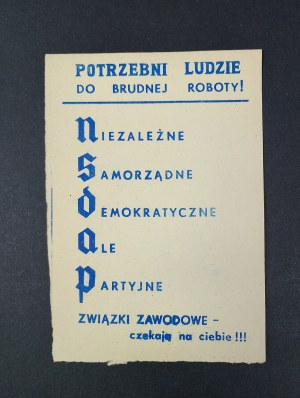 POTRZEBNI LUDZIE
DO BRUDNEJ ROBOTY!
nIEZALEŻNE
sAMORZĄDNE
dEMOKRATYCZNE
aLE
pARTYJNE
ZWIĄZKI ZAWODOWE -
czekają na ciebie!!!